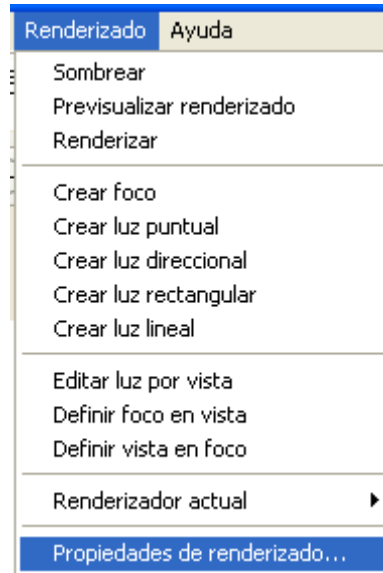 Renderizado Ayuda
Sombrear
Previsualizar renderizado
Renderizar
Crear foco
Crear luz puntual
Crear luz direccional
Crear luz rectangular
Crear luz lineal
Editar luz por vista
Definir foco en vista
Definir vista en foco
Renderizador actual
Propiedades de renderizado...